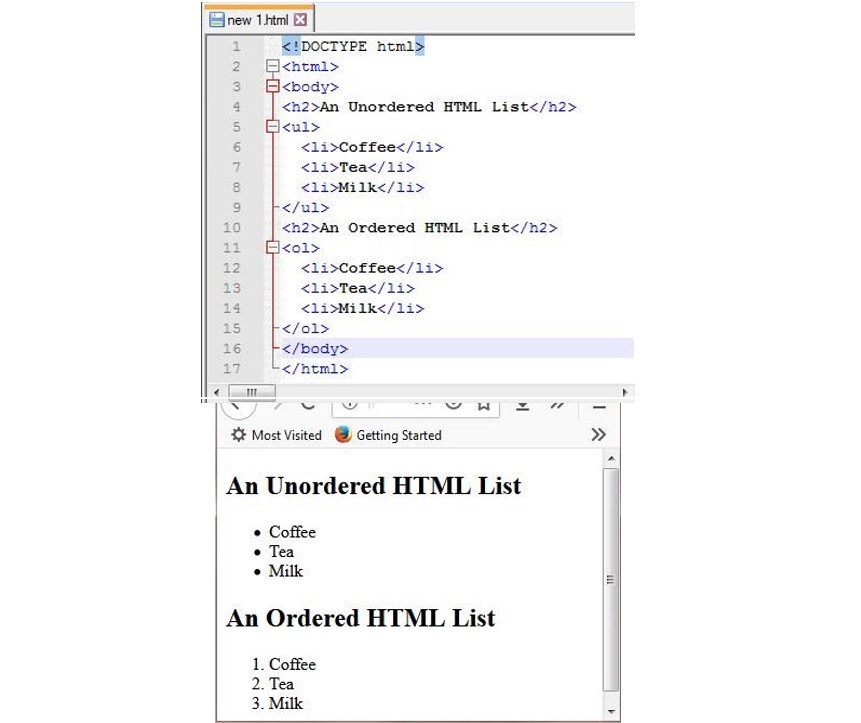 new 1.html
1 <!DOCTYPE html>
2 <html>
3 <body>
4 <h2>An Unordered HTML List</h2>
5 <ul>
6   <li>Coffee</li>
7   <li>Tea</li>
8   <li>Milk</li>
9 </ul>
10 <h2>An Ordered HTML List</h2>
11 <ol>
12   <li>Coffee</li>
13   <li>Tea</li>
14   <li>Milk</li>
15 </ol>
16 </body>
17 </html>
Most Visited Getting Started
An Unordered HTML List
• Coffee
• Tea
• Milk
An Ordered HTML List
1. Coffee
2. Tea
3. Milk